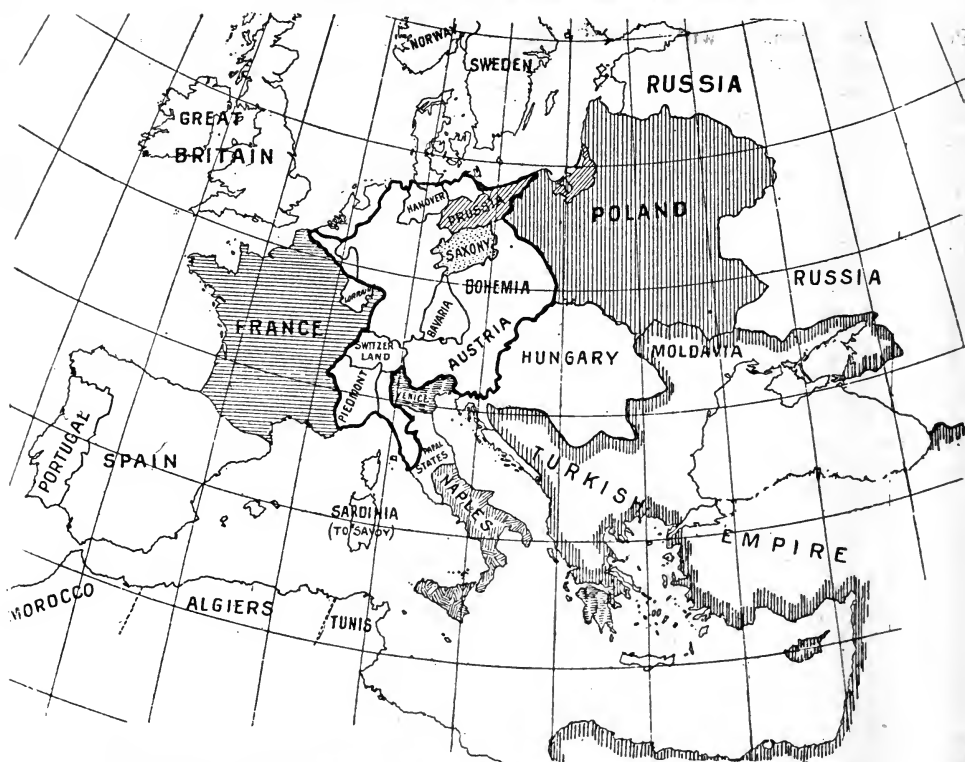 NORWAY
SWEDEN
RUSSIA
GREAT
BRITAIN
HANOVER
PRUSSIA
POLAND
SAXONY
RUSSIA
BOHEMIA
LORRAINE
BAVARIA
FRANCE
AUSTRIA
SWITZER
LAND
HUNGARY
MOLDAVIA
PIEDMONT
VENICE
PORTUGAL
SPAIN
PAPAL
STATES
TURKISH
EMPIRE
NAPLES
SARDINIA
(TO SAVOY)
MOROCCO
ALGIERS
TUNIS